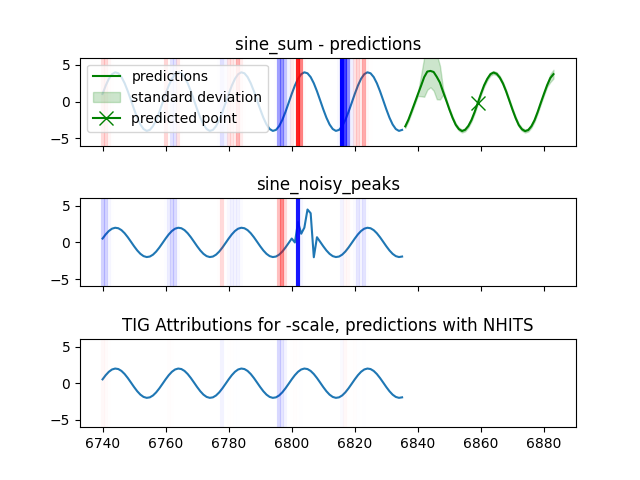 sine_sum - predictions
5
0
−5
predictions
standard deviation
predicted point
sine_noisy_peaks
5
0
−5
TIG Attributions for -scale, predictions with NHITS
5
0
−5
6740 6760 6780 6800 6820 6840 6860 6880